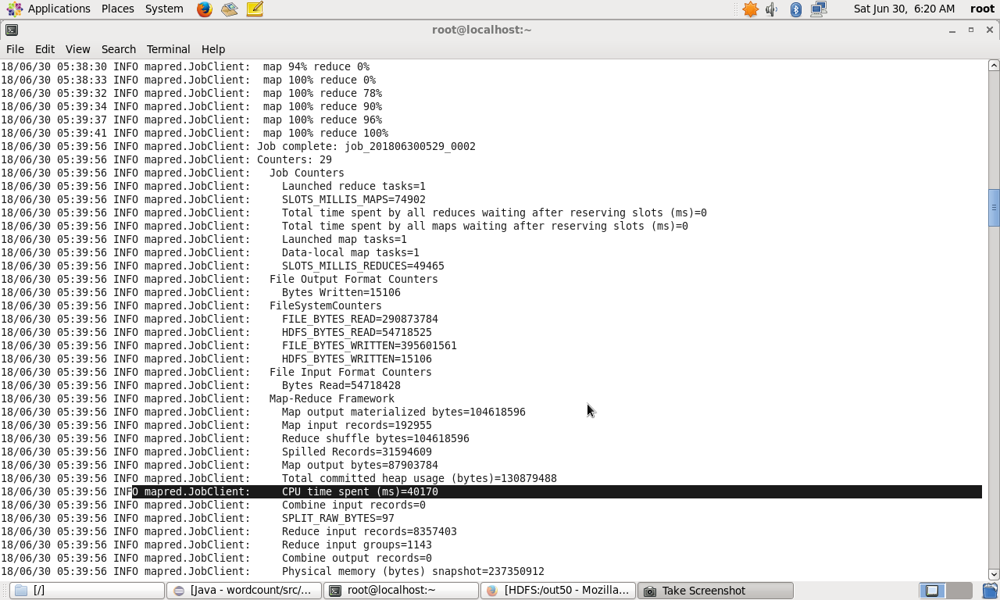 Applications Places System Sat Jun 30, 6:20 AM root
root@localhost:~
File Edit View Search Terminal Help
18/06/30 05:38:30 INFO mapred.JobClient:  map 94% reduce 0%
18/06/30 05:38:33 INFO mapred.JobClient:  map 100% reduce 0%
18/06/30 05:39:32 INFO mapred.JobClient:  map 100% reduce 78%
18/06/30 05:39:34 INFO mapred.JobClient:  map 100% reduce 90%
18/06/30 05:39:37 INFO mapred.JobClient:  map 100% reduce 96%
18/06/30 05:39:41 INFO mapred.JobClient:  map 100% reduce 100%
18/06/30 05:39:56 INFO mapred.JobClient: Job complete: job_201806300529_0002
18/06/30 05:39:56 INFO mapred.JobClient: Counters: 29
18/06/30 05:39:56 INFO mapred.JobClient:   Job Counters
18/06/30 05:39:56 INFO mapred.JobClient:     Launched reduce tasks=1
18/06/30 05:39:56 INFO mapred.JobClient:     SLOTS_MILLIS_MAPS=74902
18/06/30 05:39:56 INFO mapred.JobClient:     Total time spent by all reduces waiting after reserving slots (ms)=0
18/06/30 05:39:56 INFO mapred.JobClient:     Total time spent by all maps waiting after reserving slots (ms)=0
18/06/30 05:39:56 INFO mapred.JobClient:     Launched map tasks=1
18/06/30 05:39:56 INFO mapred.JobClient:     Data-local map tasks=1
18/06/30 05:39:56 INFO mapred.JobClient:     SLOTS_MILLIS_REDUCES=49465
18/06/30 05:39:56 INFO mapred.JobClient:   File Output Format Counters
18/06/30 05:39:56 INFO mapred.JobClient:     Bytes Written=15106
18/06/30 05:39:56 INFO mapred.JobClient:   FileSystemCounters
18/06/30 05:39:56 INFO mapred.JobClient:     FILE_BYTES_READ=290873784
18/06/30 05:39:56 INFO mapred.JobClient:     HDFS_BYTES_READ=54718525
18/06/30 05:39:56 INFO mapred.JobClient:     FILE_BYTES_WRITTEN=395601561
18/06/30 05:39:56 INFO mapred.JobClient:     HDFS_BYTES_WRITTEN=15106
18/06/30 05:39:56 INFO mapred.JobClient:   File Input Format Counters
18/06/30 05:39:56 INFO mapred.JobClient:     Bytes Read=54718428
18/06/30 05:39:56 INFO mapred.JobClient:   Map-Reduce Framework
18/06/30 05:39:56 INFO mapred.JobClient:     Map output materialized bytes=104618596
18/06/30 05:39:56 INFO mapred.JobClient:     Map input records=192955
18/06/30 05:39:56 INFO mapred.JobClient:     Reduce shuffle bytes=104618596
18/06/30 05:39:56 INFO mapred.JobClient:     Spilled Records=31594609
18/06/30 05:39:56 INFO mapred.JobClient:     Map output bytes=87903784
18/06/30 05:39:56 INFO mapred.JobClient:     Total committed heap usage (bytes)=130879488
18/06/30 05:39:56 INFO mapred.JobClient:     CPU time spent (ms)=40170
18/06/30 05:39:56 INFO mapred.JobClient:     Combine input records=0
18/06/30 05:39:56 INFO mapred.JobClient:     SPLIT_RAW_BYTES=97
18/06/30 05:39:56 INFO mapred.JobClient:     Reduce input records=8357403
18/06/30 05:39:56 INFO mapred.JobClient:     Reduce input groups=1143
18/06/30 05:39:56 INFO mapred.JobClient:     Combine output records=0
18/06/30 05:39:56 INFO mapred.JobClient:     Physical memory (bytes) snapshot=237350912
[/] [Java - wordcount/src/... root@localhost:~ [HDFS:/out50 - Mozilla... Take Screenshot